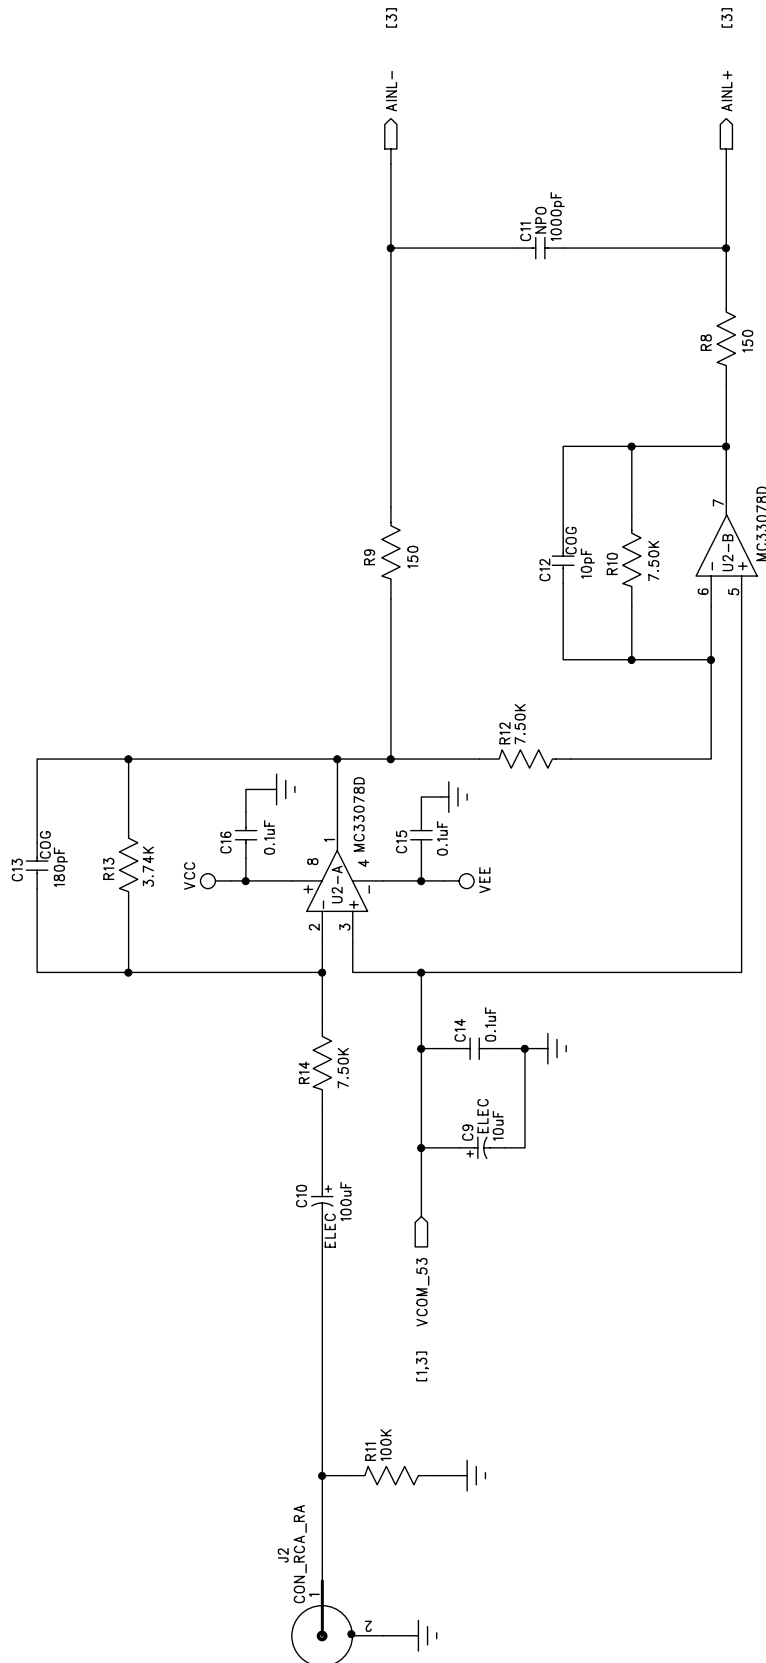 [3]
[3]
AINL-
AINL+
C11
NPO
1000pF
R8
150
R9
150
C12
COG
10pF
R10
7.50K
7
U2-B
MC33078D
-
+
6
5
R12
7.50K
C13
COG
180pF
R13
3.74K
C16
0.1uF
VCC
8
1
MC33078D
U2-A
+
-
-
+
4
C15
0.1uF
VEE
2
3
R14
7.50K
C14
0.1uF
C9
ELEC
10uF
+
C10
+
100uF
ELEC
VCOM_53
[1,3]
R11
100K
J2
CON_RCA_RA
1
2